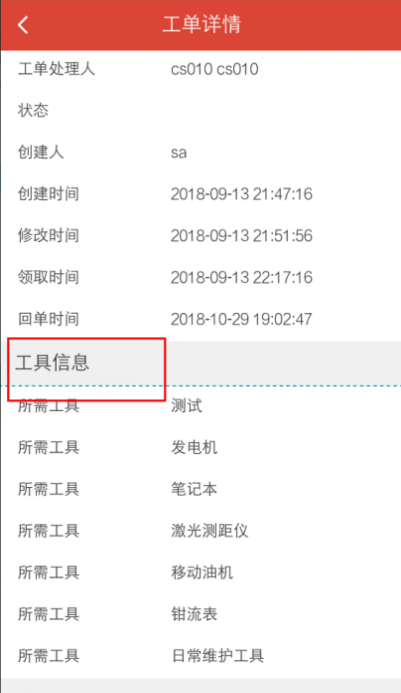 工单详情
工单处理人 cs010 cs010
状态
创建人 sa
创建时间 2018-09-13 21:47:16
修改时间 2018-09-13 21:51:56
领取时间 2018-09-13 22:17:16
回单时间 2018-10-29 19:02:47
工具信息
所需工具 测试
所需工具 发电机
所需工具 笔记本
所需工具 激光测距仪
所需工具 移动油机
所需工具 钳流表
所需工具 日常维护工具